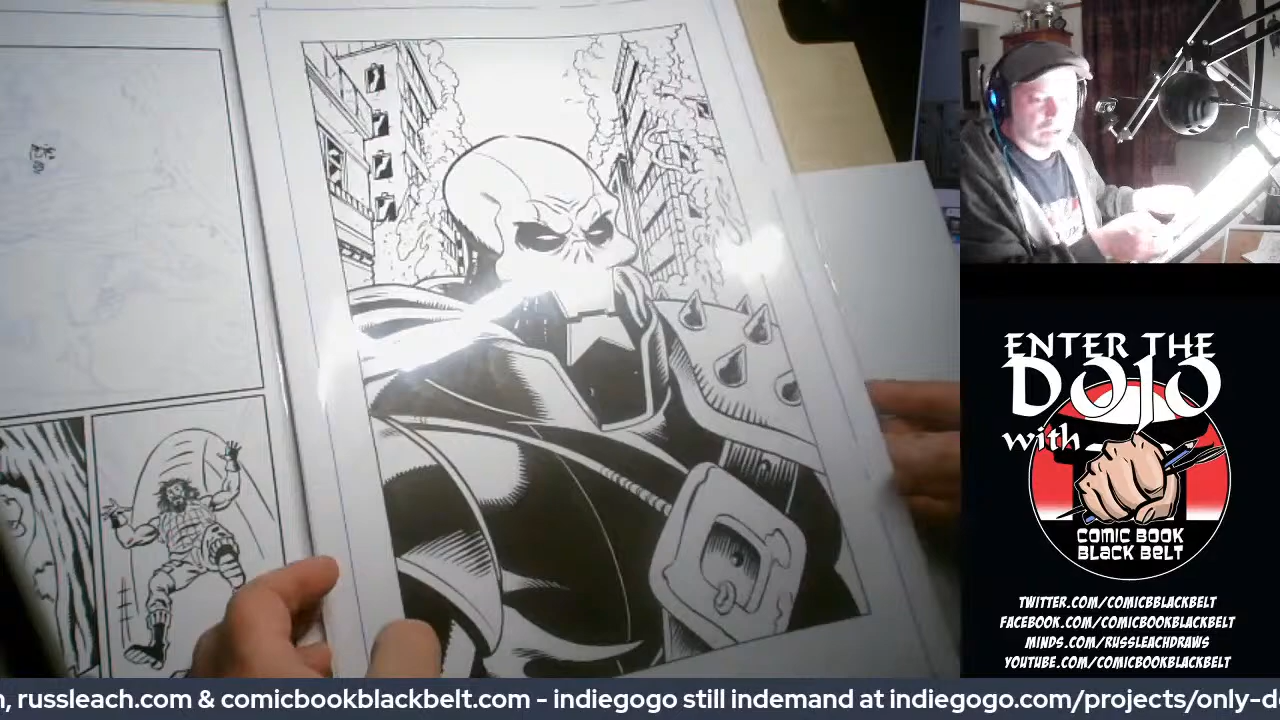 ENTER THE
DOJO
with
COMIC BOOK
BLACK BELT
TWITTER.COM/COMICBBLACKBELT
FACEBOOK.COM/COMICBOOKBLACKBELT
MINDS.COM/RUSSLEACHDRAWS
YOUTUBE.COM/COMICBOOKBLACKBELT
, russleach.com & comicbookblackbelt.com - indiegogo still indemand at indiegogo.com/projects/only-d